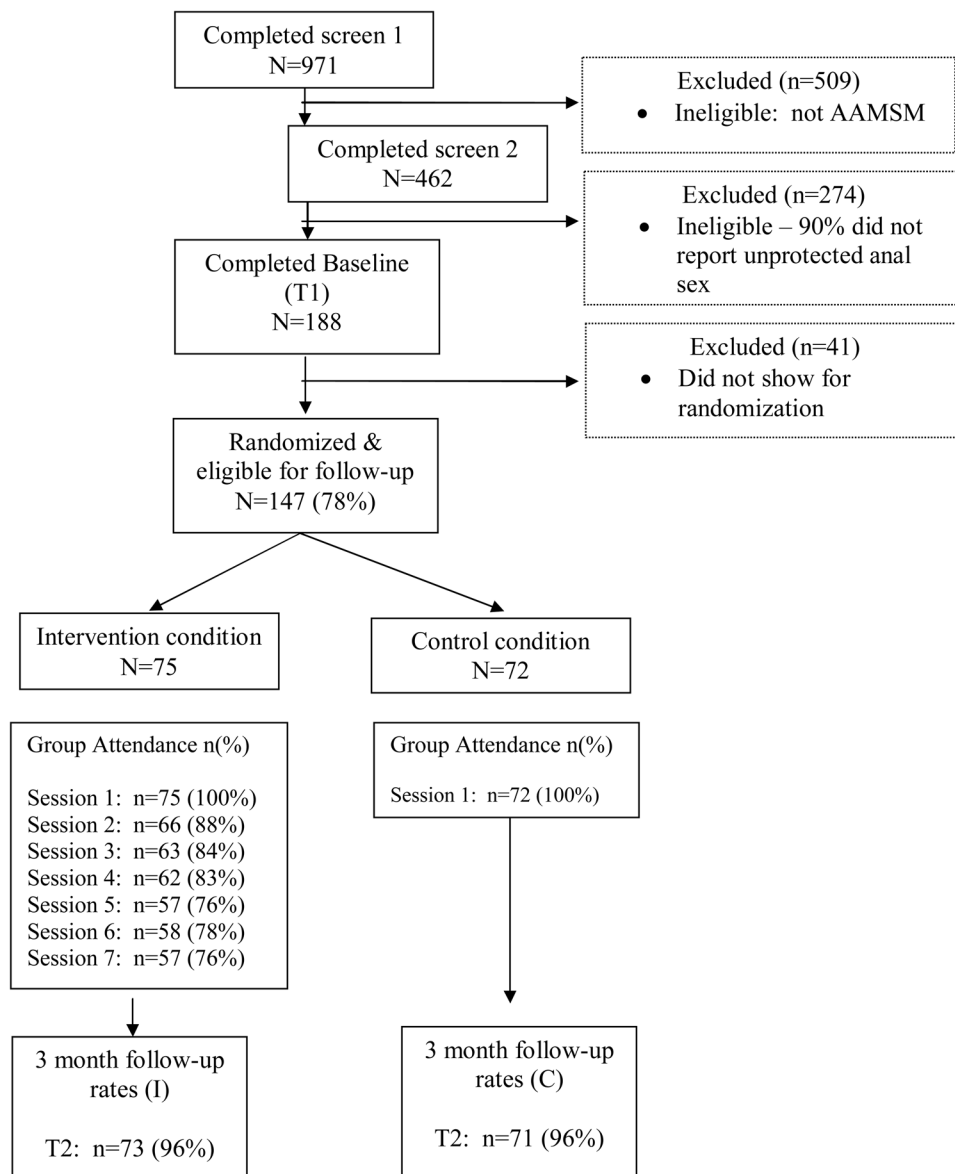 Completed screen 1
N=971
Excluded (n=509)
• Ineligible: not AAMSM
Completed screen 2
N=462
Excluded (n=274)
• Ineligible – 90% did not
report unprotected anal
sex
Completed Baseline
(T1)
N=188
Excluded (n=41)
• Did not show for
randomization
Randomized &
eligible for follow-up
N=147 (78%)
Intervention condition
N=75
Control condition
N=72
Group Attendance n(%)
Session 1: n=75 (100%)
Session 2: n=66 (88%)
Session 3: n=63 (84%)
Session 4: n=62 (83%)
Session 5: n=57 (76%)
Session 6: n=58 (78%)
Session 7: n=57 (76%)
Group Attendance n(%)
Session 1: n=72 (100%)
3 month follow-up
rates (I)
T2: n=73 (96%)
3 month follow-up
rates (C)
T2: n=71 (96%)